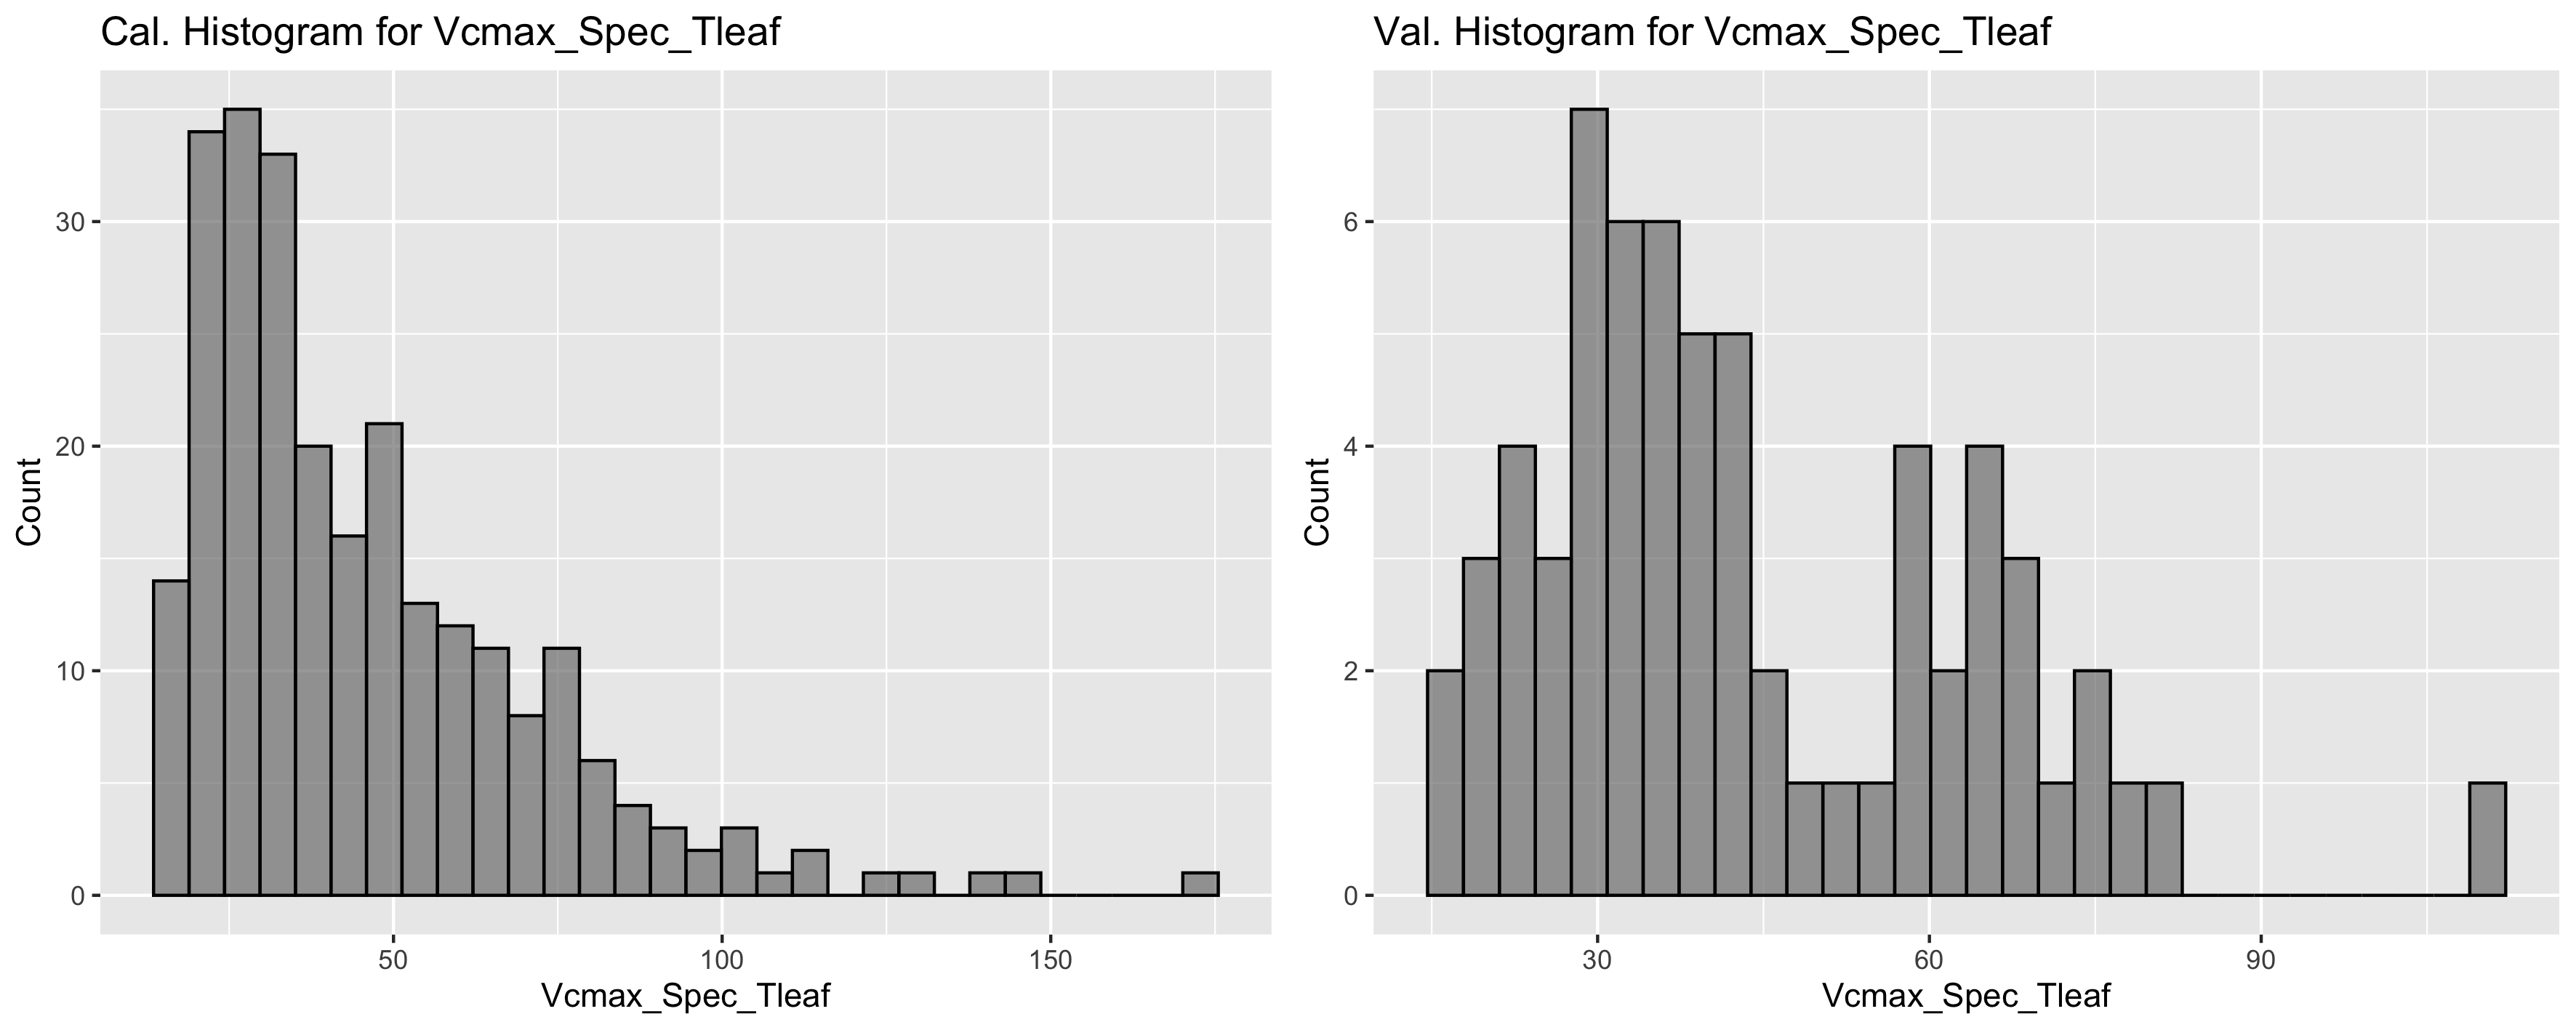 Cal. Histogram for Vcmax_Spec_Tleaf
Count
30
20
10
0
50 100 150
Vcmax_Spec_Tleaf
Val. Histogram for Vcmax_Spec_Tleaf
Count
6
4
2
0
30 60 90
Vcmax_Spec_Tleaf